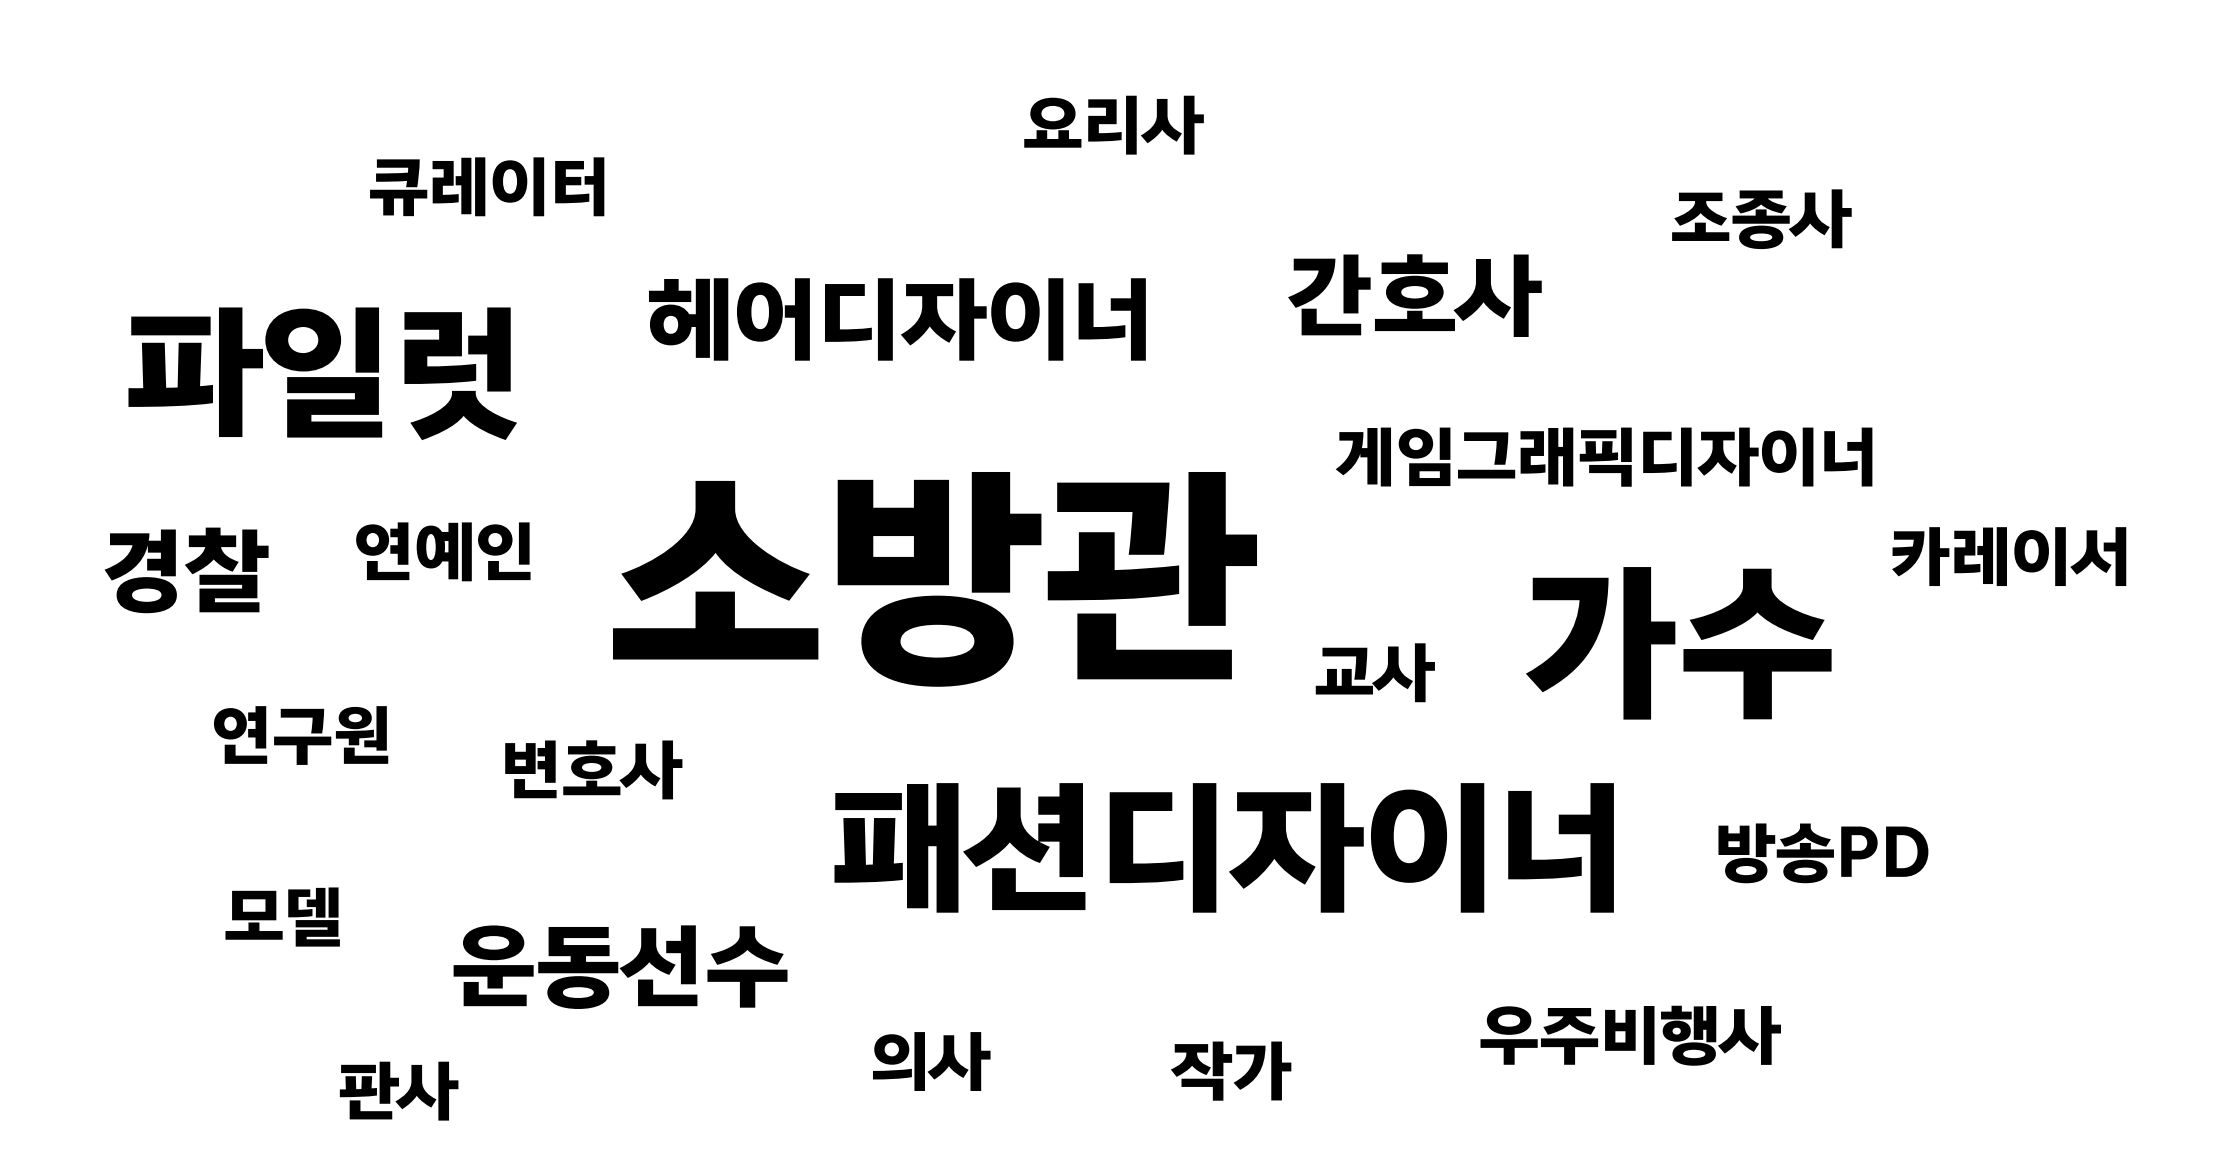 요리사
큐레이터
조종사
간호사
헤어디자이너
파일럿
게임그래픽디자이너
경찰
연예인
소방관
카레이서
가수
교사
연구원
변호사
패션디자이너
방송PD
모델
운동선수
우주비행사
의사
작가
판사